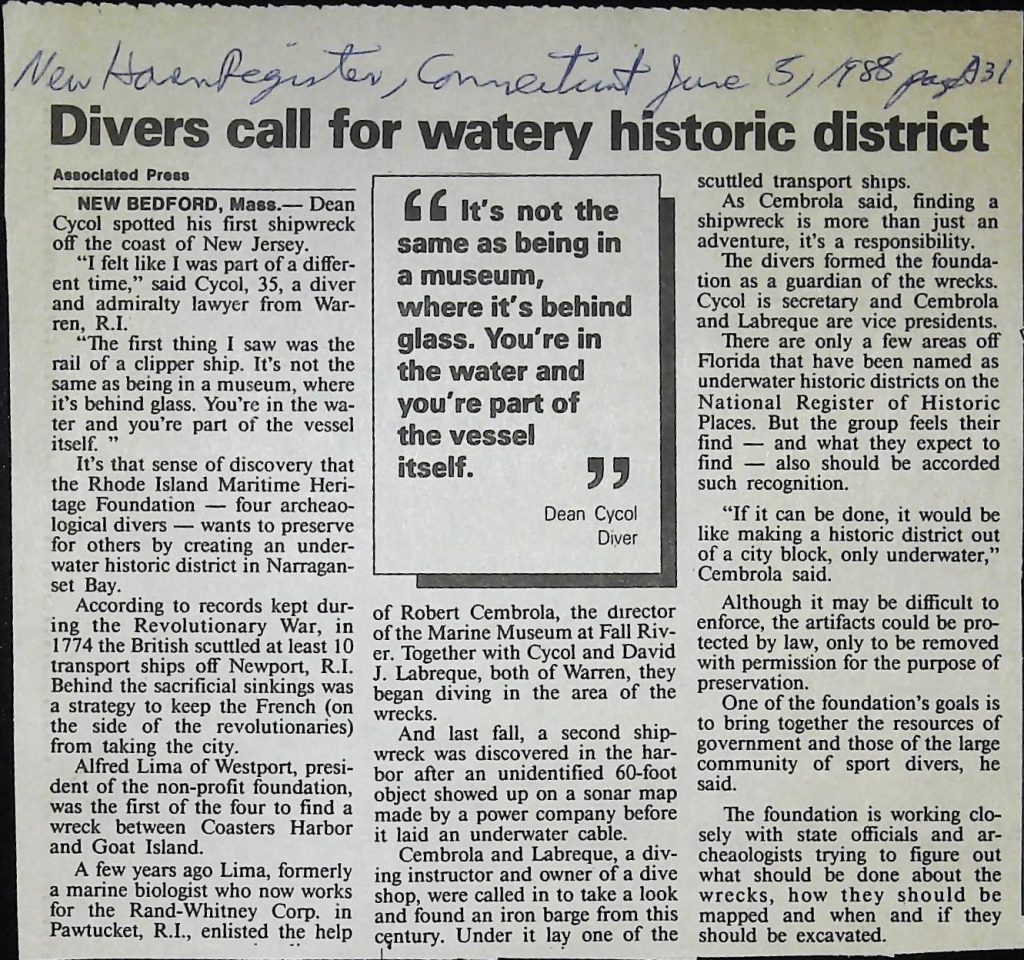 New Haven Register, Connecticut June 5, 1988 page A31
Divers call for watery historic district
Associated Press
NEW BEDFORD, Mass.— Dean
Cycol spotted his first shipwreck
off the coast of New Jersey.
“I felt like I was part of a differ-
ent time,” said Cycol, 35, a diver
and admiralty lawyer from War-
ren, R.I.
“The first thing I saw was the
rail of a clipper ship. It’s not the
same as being in a museum, where
it’s behind glass. You’re in the wa-
ter and you’re part of the vessel
itself. ”
It’s that sense of discovery that
the Rhode Island Maritime Heri-
tage Foundation — four archeao-
logical divers — wants to preserve
for others by creating an under-
water historic district in Narragan-
set Bay.
According to records kept dur-
ing the Revolutionary War, in
1774 the British scuttled at least 10
transport ships off Newport, R.I.
Behind the sacrificial sinkings was
a strategy to keep the French (on
the side of the revolutionaries)
from taking the city.
Alfred Lima of Westport, presi-
dent of the non-profit foundation,
was the first of the four to find a
wreck between Coasters Harbor
and Goat Island.
A few years ago Lima, formerly
a marine biologist who now works
for the Rand-Whitney Corp. in
Pawtucket, R.I., enlisted the help
“ It’s not the
same as being in
a museum,
where it’s behind
glass. You’re in
the water and
you’re part of
the vessel
itself. ”
Dean Cycol
Diver
of Robert Cembrola, the director
of the Marine Museum at Fall Riv-
er. Together with Cycol and David
J. Labreque, both of Warren, they
began diving in the area of the
wrecks.
And last fall, a second ship-
wreck was discovered in the har-
bor after an unidentified 60-foot
object showed up on a sonar map
made by a power company before
it laid an underwater cable.
Cembrola and Labreque, a div-
ing instructor and owner of a dive
shop, were called in to take a look
and found an iron barge from this
century. Under it lay one of the
scuttled transport ships.
As Cembrola said, finding a
shipwreck is more than just an
adventure, it’s a responsibility.
The divers formed the founda-
tion as a guardian of the wrecks.
Cycol is secretary and Cembrola
and Labreque are vice presidents.
There are only a few areas off
Florida that have been named as
underwater historic districts on the
National Register of Historic
Places. But the group feels their
find — and what they expect to
find — also should be accorded
such recognition.
“If it can be done, it would be
like making a historic district out
of a city block, only underwater,”
Cembrola said.
Although it may be difficult to
enforce, the artifacts could be pro-
tected by law, only to be removed
with permission for the purpose of
preservation.
One of the foundation’s goals is
to bring together the resources of
government and those of the large
community of sport divers, he
said.
The foundation is working clo-
sely with state officials and ar-
cheaologists trying to figure out
what should be done about the
wrecks, how they should be
mapped and when and if they
should be excavated.